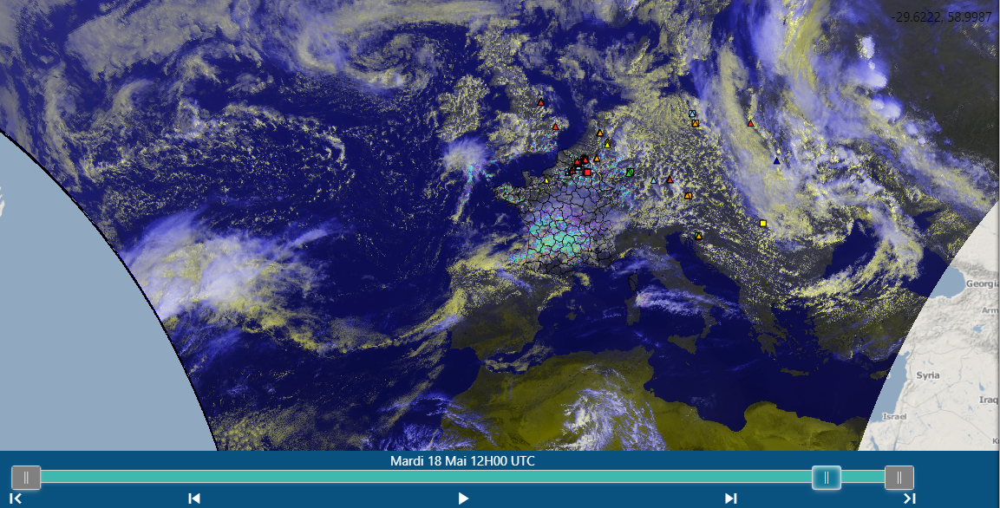 -29.6222, 58.9987
Georgia
Arm
Syria
Iraq
Israel
Mardi 18 Mai 12H00 UTC